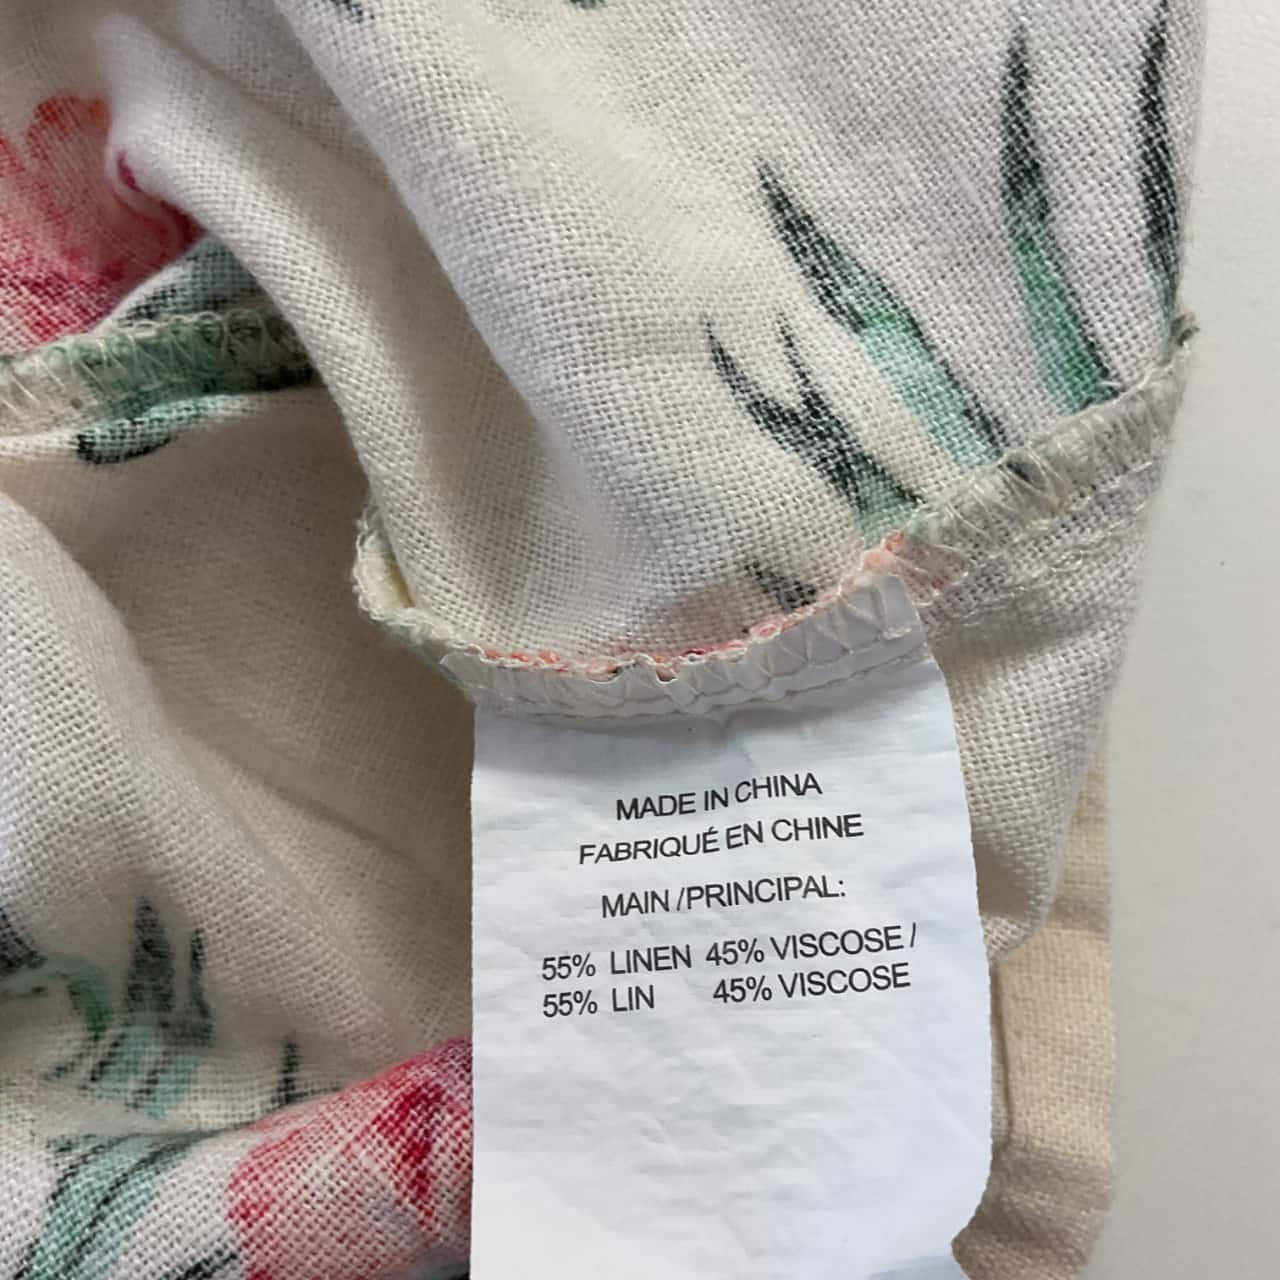 MADE IN CHINA
FABRIQUÉ EN CHINE
MAIN /PRINCIPAL:
55% LINEN 45% VISCOSE /
55% LIN 45% VISCOSE